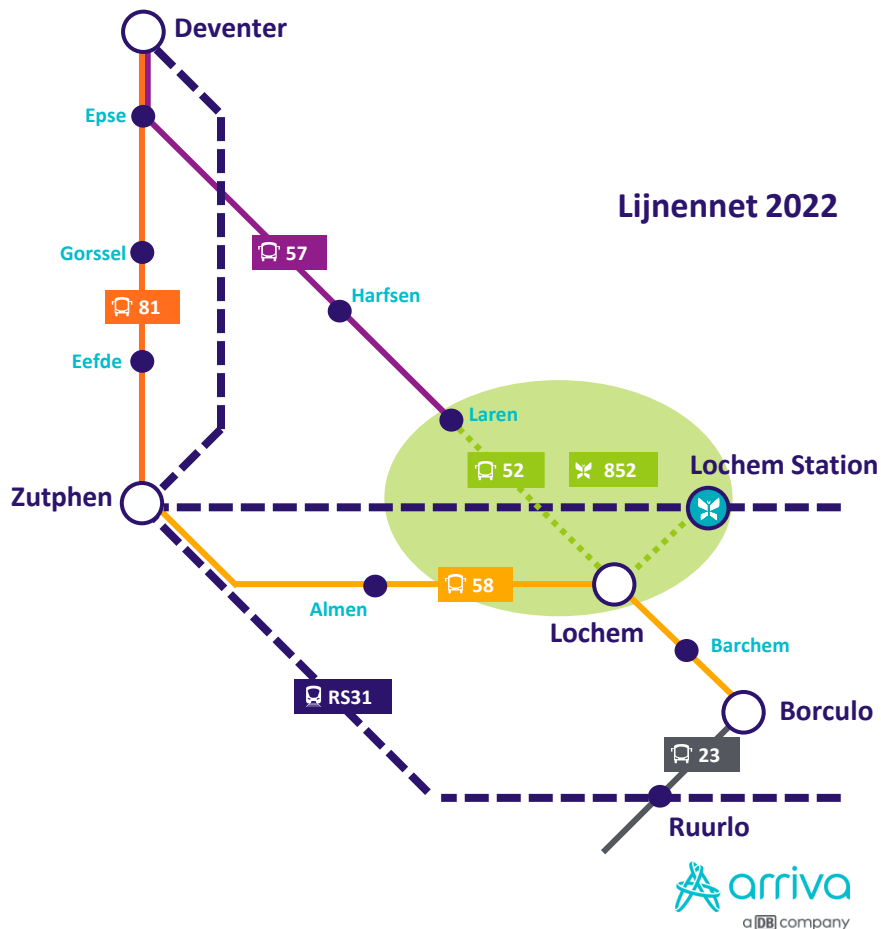 Deventer
Epse
Lijnennet 2022
Gorssel
57
Harfsen
81
Eefde
Laren
52
852
Lochem Station
Zutphen
58
Almen
Lochem
Barchem
RS31
Borculo
23
Ruurlo
arriva
a DB company